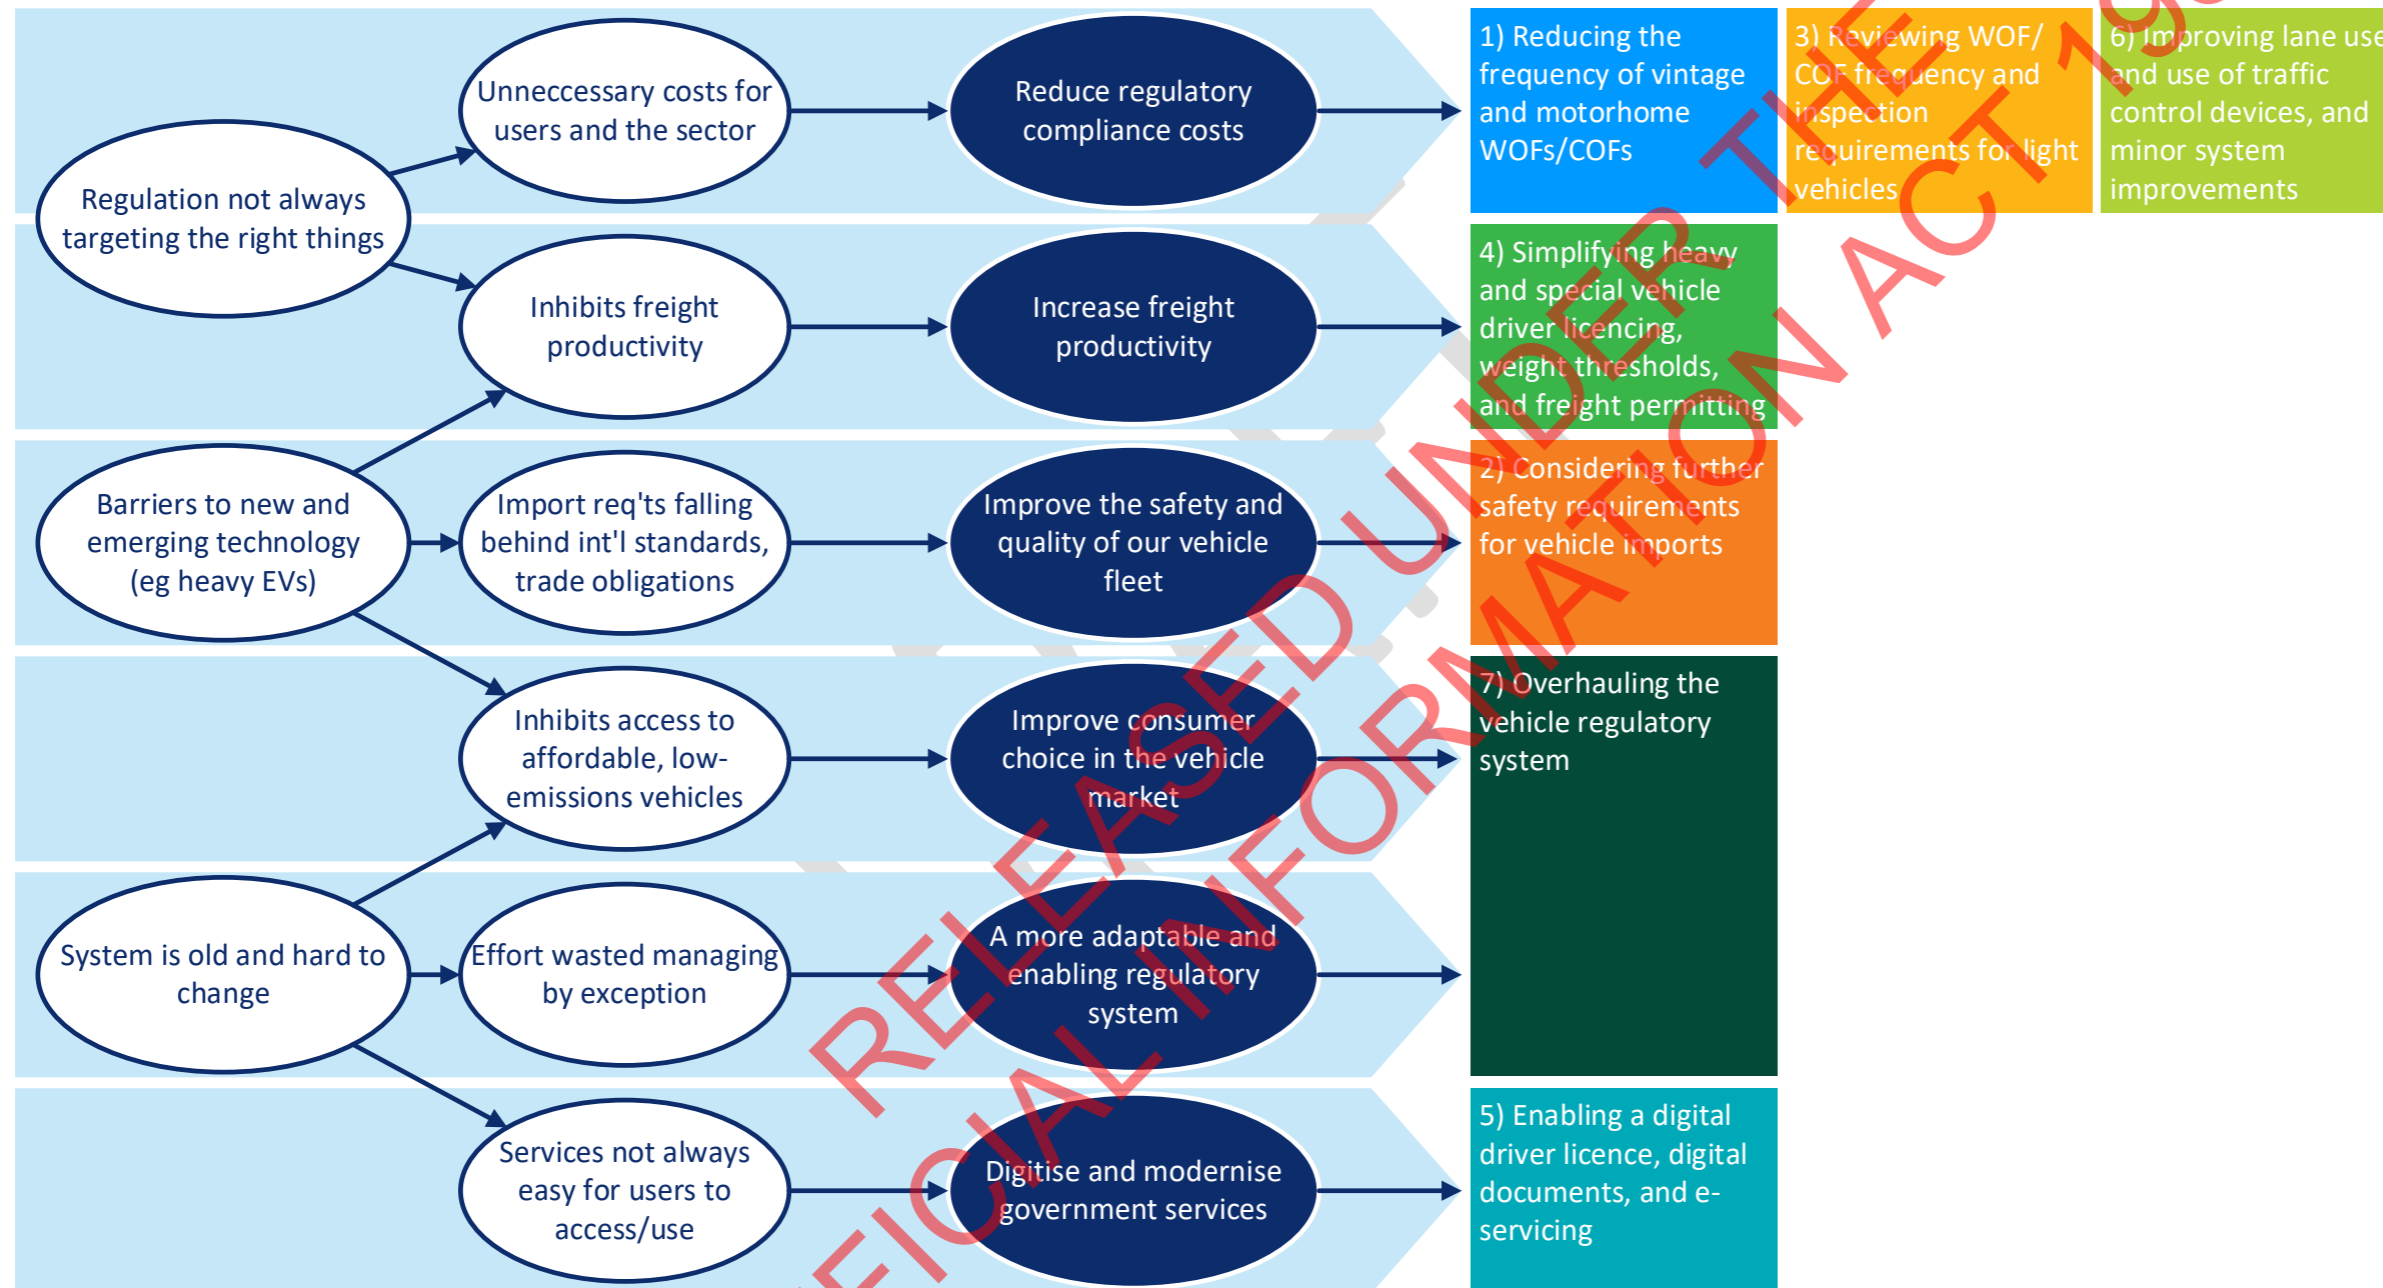 Unneccessary costs for
users and the sector
Reduce regulatory
compliance costs
1) Reducing the
frequency of vintage
and motorhome
WOFs/COFs
3) Reviewing WOF/
COF frequency and
inspection
requirements for light
vehicles
6) Improving lane use
and use of traffic
control devices, and
minor system
improvements
Regulation not always
targeting the right things
Inhibits freight
productivity
Increase freight
productivity
4) Simplifying heavy
and special vehicle
driver licencing,
weight thresholds,
and freight permitting
Barriers to new and
emerging technology
(eg heavy EVs)
Import req'ts falling
behind int'l standards,
trade obligations
Improve the safety and
quality of our vehicle
fleet
2) Considering further
safety requirements
for vehicle imports
Inhibits access to
affordable, low-
emissions vehicles
Improve consumer
choice in the vehicle
market
7) Overhauling the
vehicle regulatory
system
System is old and hard to
change
Effort wasted managing
by exception
A more adaptable and
enabling regulatory
system
Services not always
easy for users to
access/use
Digitise and modernise
government services
5) Enabling a digital
driver licence, digital
documents, and e-
servicing
RELEASED UNDER THE
INFORMATION ACT